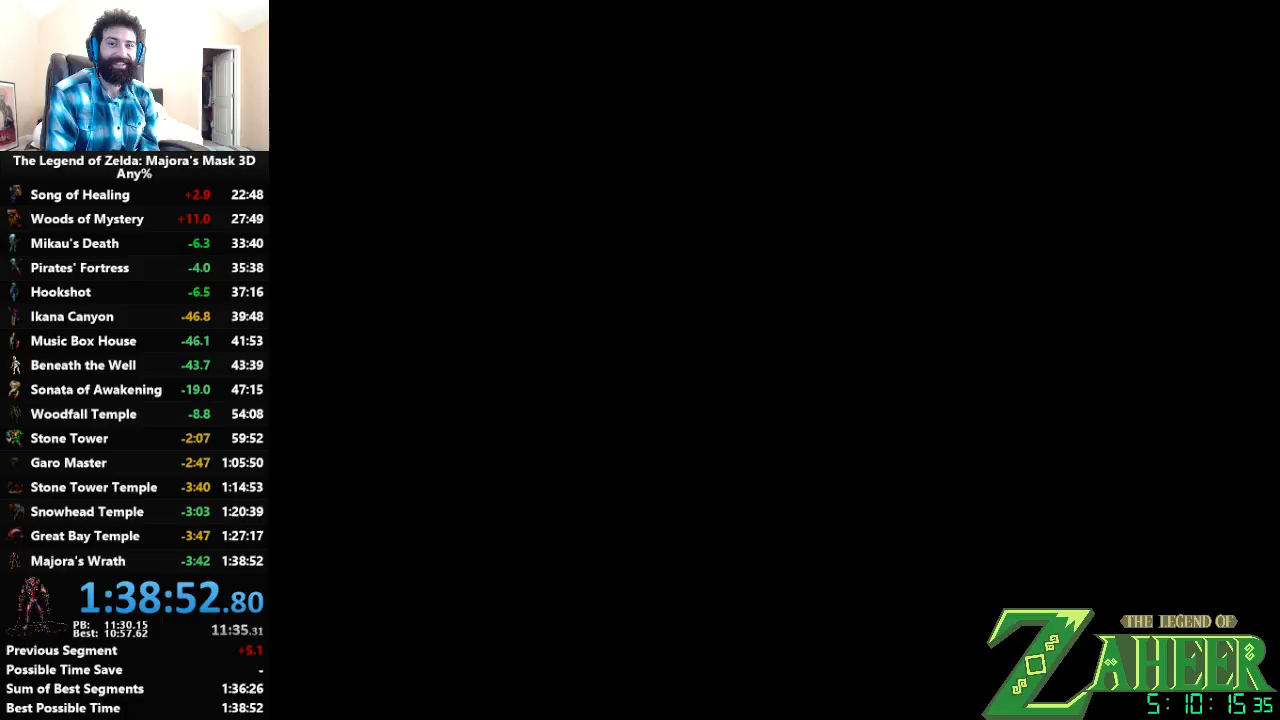 The Legend of Zelda: Majora's Mask 3D
Any%
Song of Healing +2.9 22:48
Woods of Mystery +11.0 27:49
Mikau's Death -6.3 33:40
Pirates' Fortress -4.0 35:38
Hookshot -6.5 37:16
Ikana Canyon -46.8 39:48
Music Box House -46.1 41:53
Beneath the Well -43.7 43:39
Sonata of Awakening -19.0 47:15
Woodfall Temple -8.8 54:08
Stone Tower -2:07 59:52
Garo Master -2:47 1:05:50
Stone Tower Temple -3:40 1:14:53
Snowhead Temple -3:03 1:20:39
Great Bay Temple -3:47 1:27:17
Majora's Wrath -3:42 1:38:52
1:38:52.80
PB: 11:30.15
Best: 10:57.62
11:35.31
Previous Segment +5.1
Possible Time Save -
Sum of Best Segments 1:36:26
Best Possible Time 1:38:52
THE LEGEND OF
ZAHEER
5:10:15 35